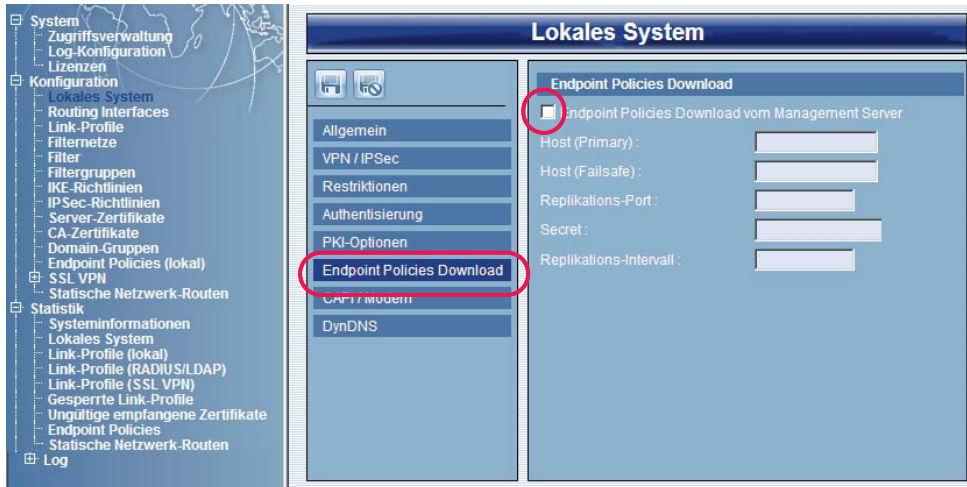 System
Zugriffsverwaltung
Log-Konfiguration
Lizenzen
Konfiguration
Lokales System
Routing Interfaces
Link-Profile
Filternetze
Filter
Filtergruppen
IKE-Richtlinien
IPSec-Richtlinien
Server-Zertifikate
CA-Zertifikate
Domain-Gruppen
Endpoint Policies (lokal)
SSL VPN
Statische Netzwerk-Routen
Statistik
Systeminformationen
Lokales System
Link-Profile (lokal)
Link-Profile (RADIUS/LDAP)
Link-Profile (SSL VPN)
Gesperrte Link-Profile
Ungültige empfangene Zertifikate
Endpoint Policies
Statische Netzwerk-Routen
Log
Lokales System
Allgemein
VPN / IPSec
Restriktionen
Authentisierung
PKI-Optionen
Endpoint Policies Download
CAPI / Modem
DynDNS
Endpoint Policies Download
Endpoint Policies Download vom Management Server
Host (Primary) :
Host (Failsafe) :
Replikations-Port :
Secret :
Replikations-Intervall :